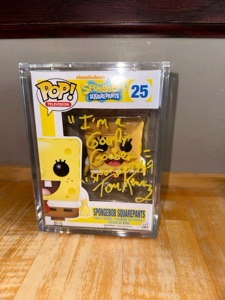 nickelodeon
POP!
TELEVISION
SpongeBob
SQUAREPANTS
25
"I'm a
Goofy
Goober"
Tom Kenny
SPONGEBOB SQUAREPANTS